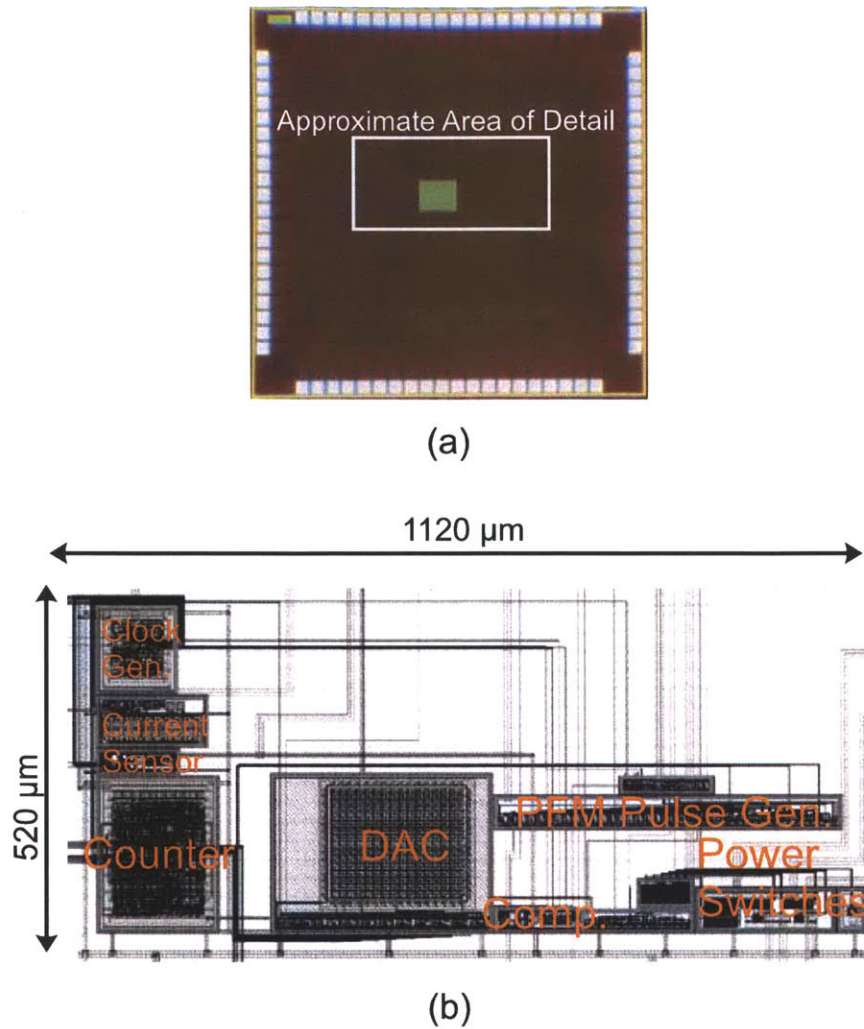 Approximate Area of Detail
(a)
1120 µm
520 µm
Clock
Gen.
Current
Sensor
Counter
DAC
PFM Pulse Gen.
Power
Switches
Comp.
(b)